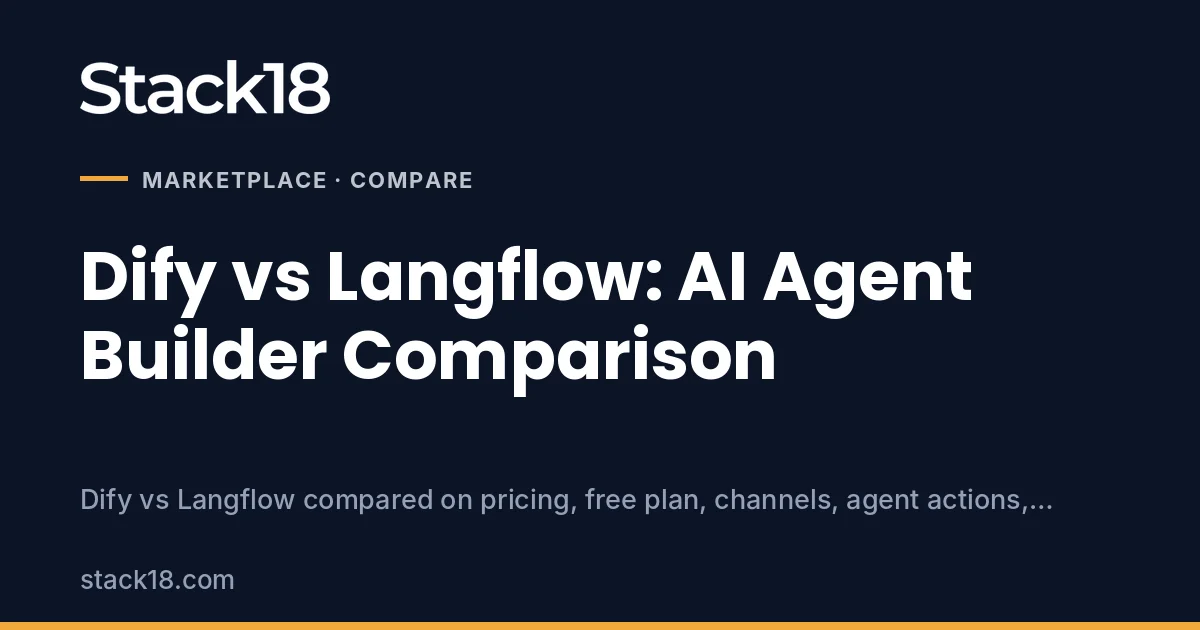 Stack18
MARKETPLACE · COMPARE
Dify vs Langflow: AI Agent
Builder Comparison
Dify vs Langflow compared on pricing, free plan, channels, agent actions,...
stack18.com